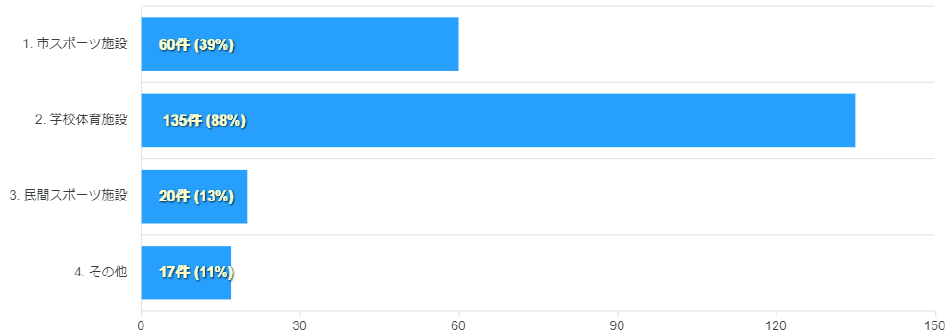 1. 市スポーツ施設
60件 (39%)
2. 学校体育施設
135件 (88%)
3. 民間スポーツ施設
20件 (13%)
4. その他
17件 (11%)
0 30 60 90 120 150